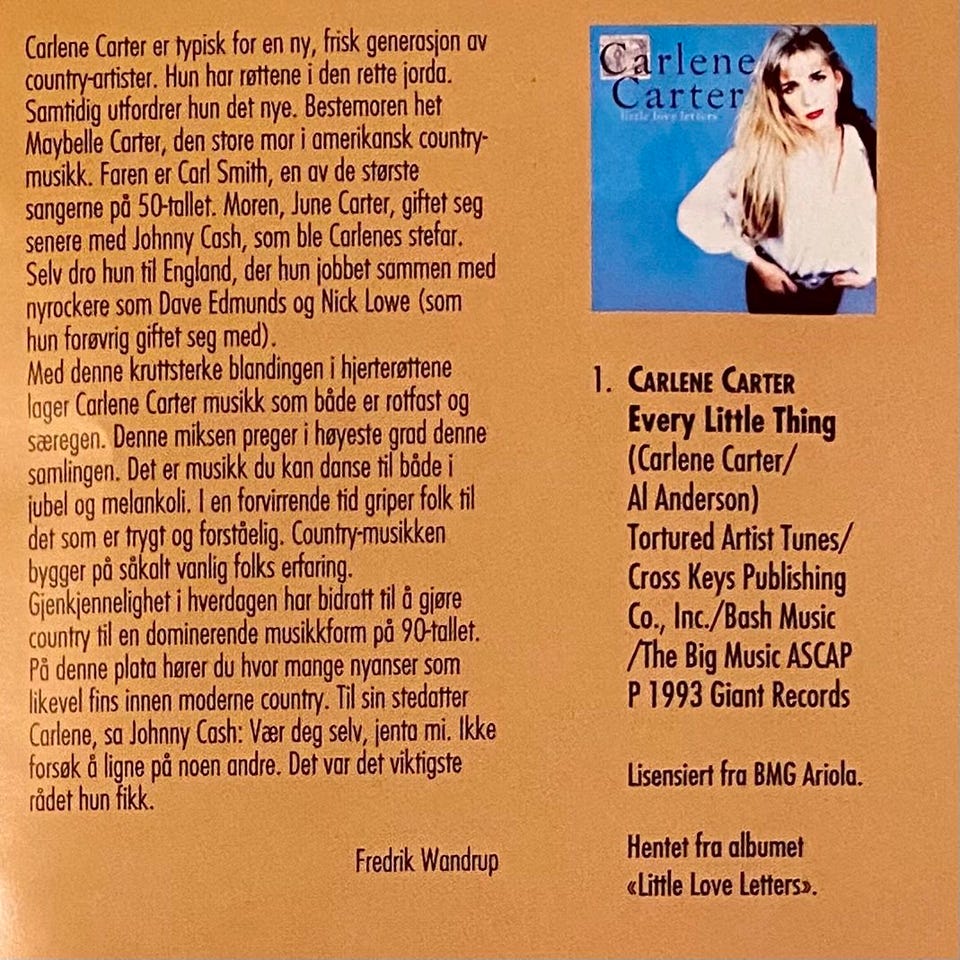 Carlene Carter er typisk for en ny, frisk generasjon av
country-artister. Hun har røttene i den rette jorda.
Samtidig utfordrer hun det nye. Bestemoren het
Maybelle Carter, den store mor i amerikansk country-
musikk. Faren er Carl Smith, en av de største
sangerne på 50-tallet. Moren, June Carter, giftet seg
senere med Johnny Cash, som ble Carlenes stefar.
Selv dro hun til England, der hun jobbet sammen med
nyrockere som Dave Edmunds og Nick Lowe (som
hun forøvrig giftet seg med).
Med denne kruttsterke blandingen i hjerterøttene
lager Carlene Carter musikk som både er rotfast og
særegen. Denne miksen preger i høyeste grad denne
samlingen. Det er musikk du kan danse til både i
jubel og melankoli. I en forvirrende tid griper folk til
det som er trygt og forståelig. Country-musikken
bygger på såkalt vanlig folks erfaring.
Gjenkjennelighet i hverdagen har bidratt til å gjøre
country til en dominerende musikkform på 90-tallet.
På denne plata hører du hvor mange nyanser som
likevel fins innen moderne country. Til sin stedatter
Carlene, sa Johnny Cash: Vær deg selv, jenta mi. Ikke
forsøk å ligne på noen andre. Det var det viktigste
rådet hun fikk.
Fredrik Wandrup
Carlene
Carter
little love letters
1. CARLENE CARTER
Every Little Thing
(Carlene Carter/
Al Anderson)
Tortured Artist Tunes/
Cross Keys Publishing
Co., Inc./Bash Music
/The Big Music ASCAP
P 1993 Giant Records
Lisensiert fra BMG Ariola.
Hentet fra albumet
«Little Love Letters».